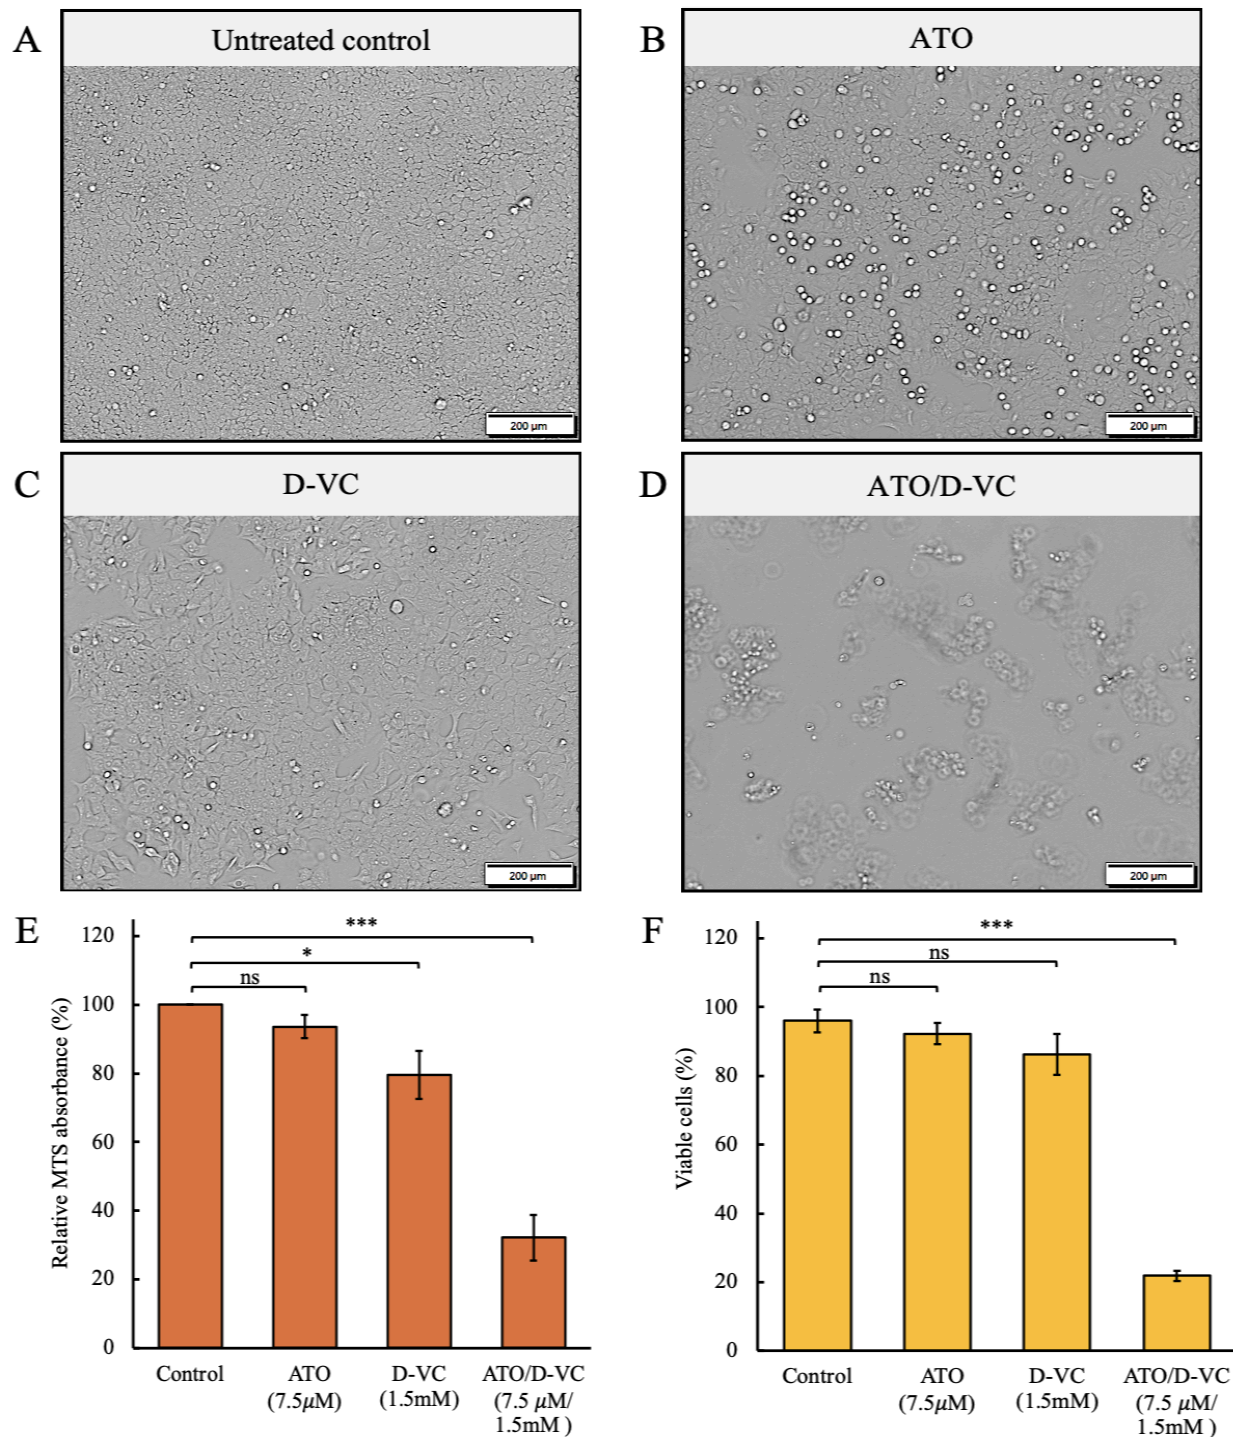 A
Untreated control
200 µm
B
ATO
200 µm
C
D-VC
200 µm
D
ATO/D-VC
200 µm
E
Relative MTS absorbance (%)
120
100
80
60
40
20
0
***
*
ns
Control
ATO
(7.5µM)
D-VC
(1.5mM)
ATO/D-VC
(7.5 µM/
1.5mM )
F
Viable cells (%)
120
100
80
60
40
20
0
***
ns
ns
Control
ATO
(7.5µM)
D-VC
(1.5mM)
ATO/D-VC
(7.5 µM/
1.5mM )